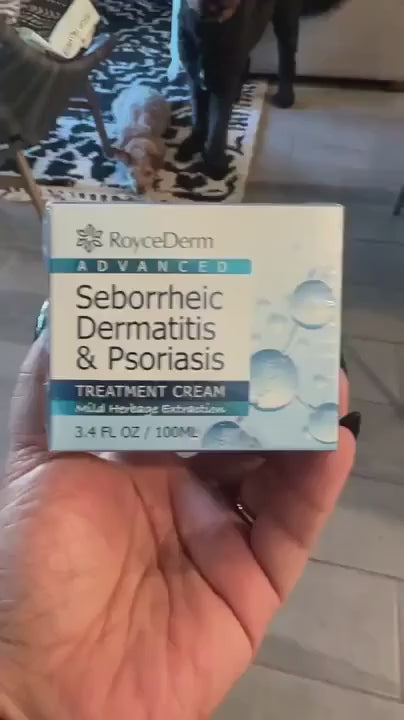 RoyceDerm
ADVANCED
Seborrheic
Dermatitis
& Psoriasis
TREATMENT CREAM
Mild Herbage Extraction
3.4 FL OZ / 100ML